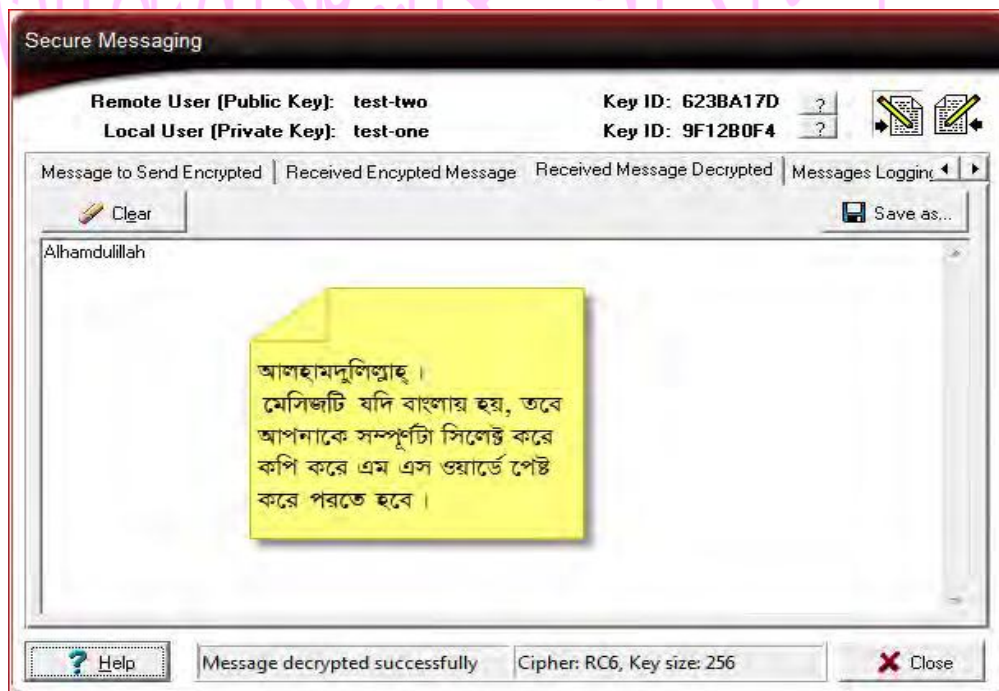 Secure Messaging
Remote User (Public Key): test-two Key ID: 623BA17D ?
Local User (Private Key): test-one Key ID: 9F12B0F4 ?
Message to Send Encrypted Received Encypted Message Received Message Decrypted Messages Logging
Clear Save as...
Alhamdulillah
আলহামদুলিল্লাহ্ ।
মেসিজটি যদি বাংলায় হয়, তবে
আপনাকে সম্পূর্ণটা সিলেক্ট করে
কপি করে এম এস ওয়ার্ডে পেষ্ট
করে পরতে হবে ।
? Help Message decrypted successfully Cipher: RC6, Key size: 256 Close